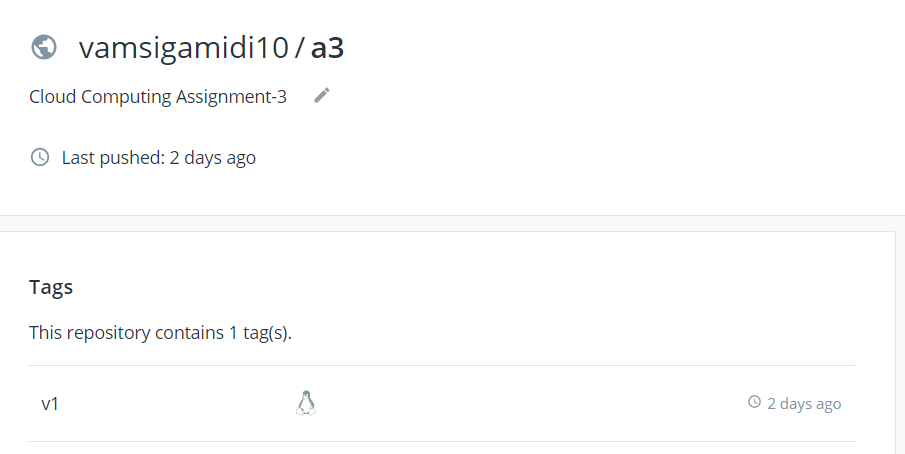 vamsigamidi10 / a3
Cloud Computing Assignment-3
Last pushed: 2 days ago
Tags
This repository contains 1 tag(s).
v1 2 days ago